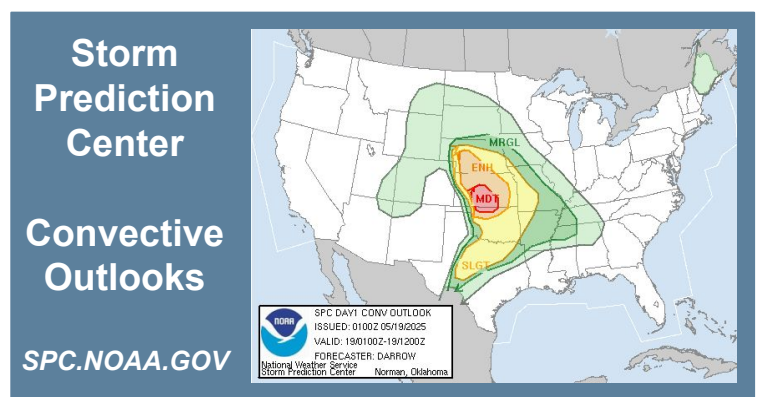 Storm
Prediction
Center
Convective
Outlooks
SPC.NOAA.GOV
MRGL
ENH
MDT
SLGT
NOAA
SPC DAY1 CONV OUTLOOK
ISSUED: 0100Z 05/19/2025
VALID: 19/0100Z-19/1200Z
FORECASTER: DARROW
National Weather Service
Storm Prediction Center Norman, Oklahoma